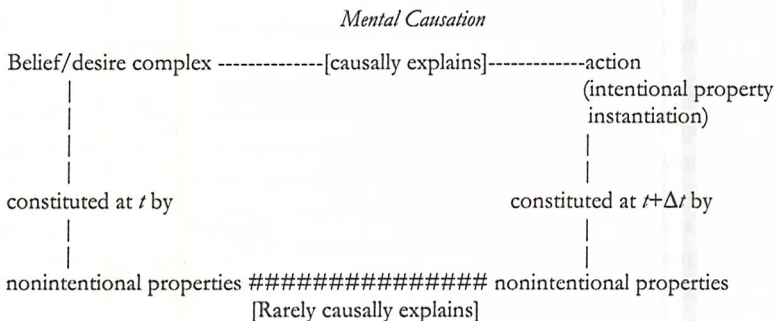 Mental Causation
Belief/desire complex --------------[causally explains]-------------action
(intentional property
instantiation)
constituted at t by constituted at t+Δt by
nonintentional properties ############### nonintentional properties
[Rarely causally explains]